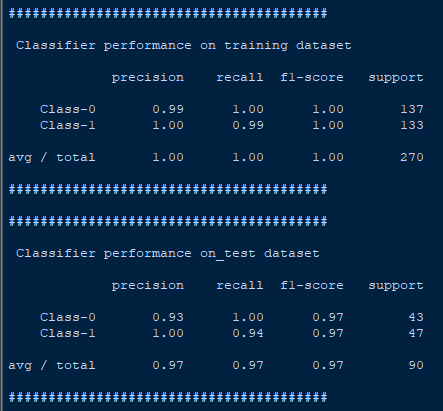 ########################################
Classifier performance on training dataset
precision recall f1-score support
Class-0 0.99 1.00 1.00 137
Class-1 1.00 0.99 1.00 133
avg / total 1.00 1.00 1.00 270
########################################
########################################
Classifier performance on_test dataset
precision recall f1-score support
Class-0 0.93 1.00 0.97 43
Class-1 1.00 0.94 0.97 47
avg / total 0.97 0.97 0.97 90
########################################